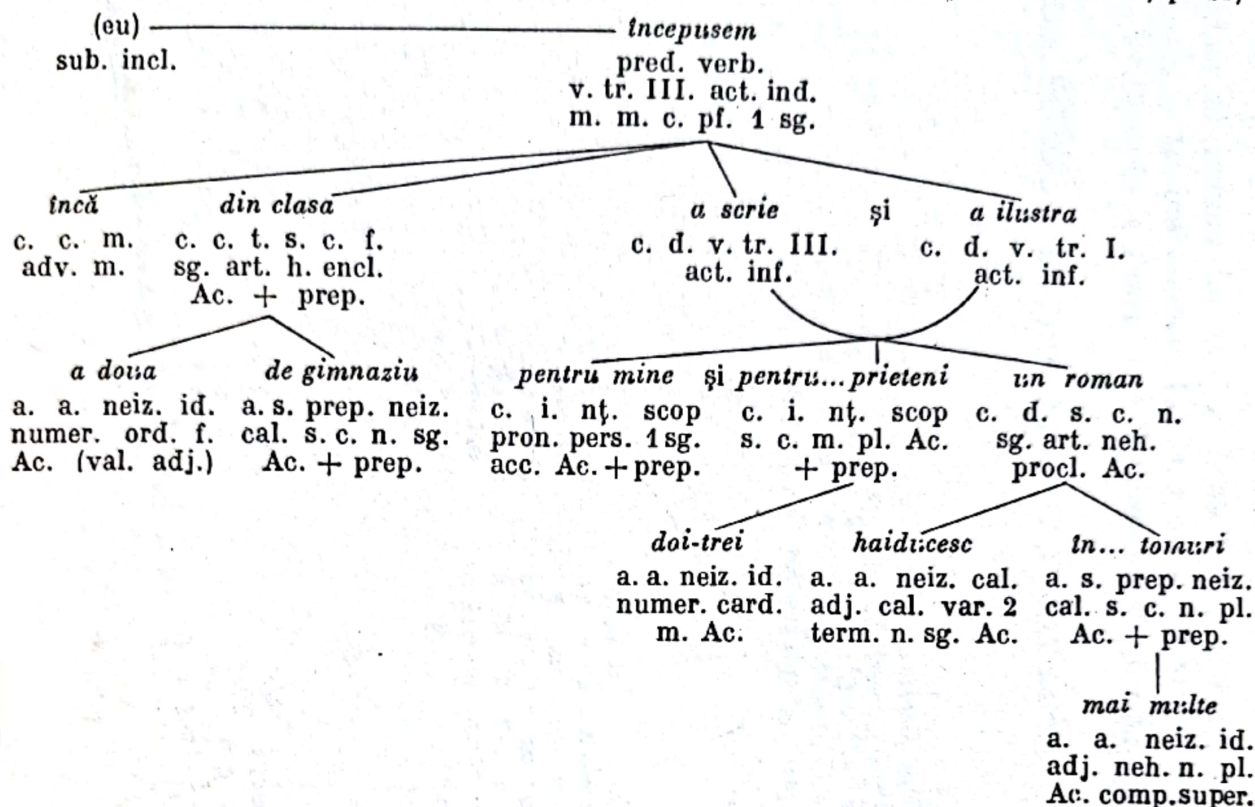 (eu) începusem
sub. incl. pred. verb.
v. tr. III. act. ind.
m. m. c. pf. 1 sg.
încă din clasa a scrie și a ilustra
c. c. m. c. c. t. s. c. f. c. d. v. tr. III. c. d. v. tr. I.
adv. m. sg. art. h. encl. act. inf. act. inf.
Ac. + prep.
a doua de gimnaziu pentru mine și pentru... prieteni un roman
a. a. neiz. id. a. s. prep. neiz. c. i. nț. scop c. i. nț. scop c. d. s. c. n.
numer. ord. f. cal. s. c. n. sg. pron. pers. 1 sg. s. c. m. pl. Ac. sg. art. neh.
Ac. (val. adj.) Ac. + prep. acc. Ac. + prep. + prep. procl. Ac.
doi-trei haiducesc în... tomuri
a. a. neiz. id. a. a. neiz. cal. a. s. prep. neiz.
numer. card. adj. cal. var. 2 cal. s. c. n. pl.
m. Ac. term. n. sg. Ac. Ac. + prep.
mai multe
a. a. neiz. id.
adj. neh. n. pl.
Ac. comp.super.